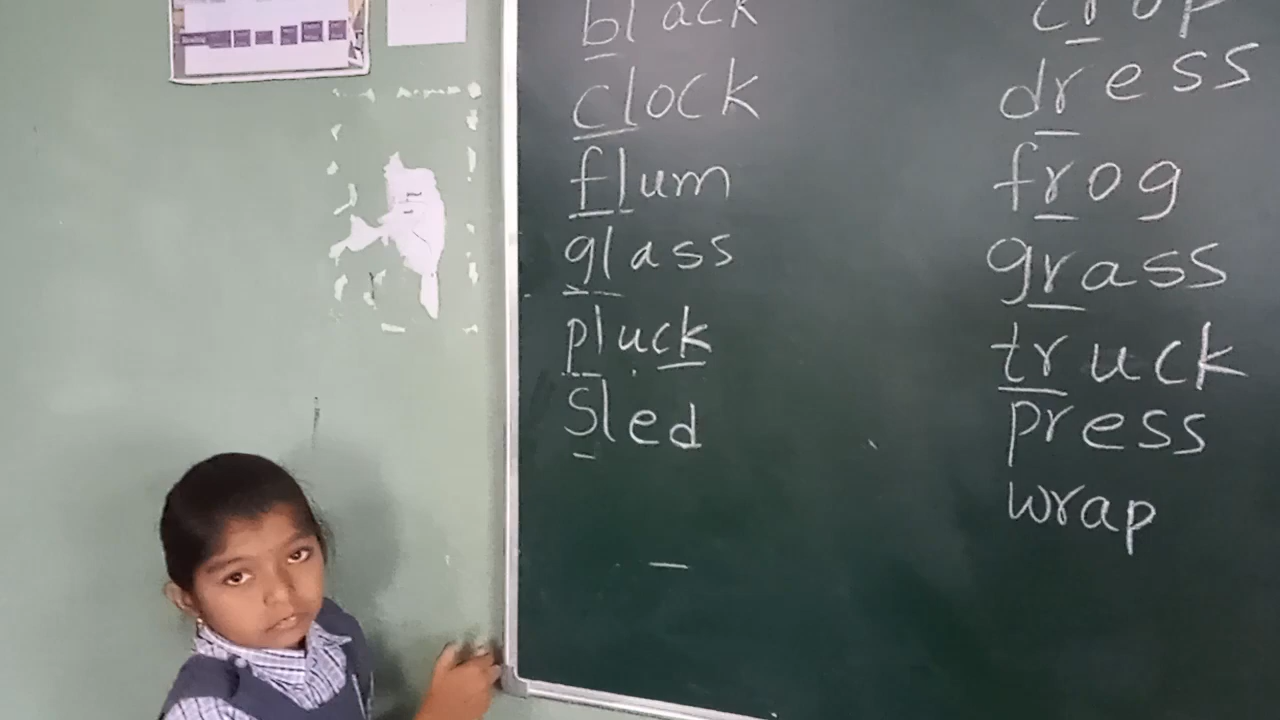 black
clock
flum
glass
pluck
Sled
crop
dress
frog
grass
truck
press
wrap